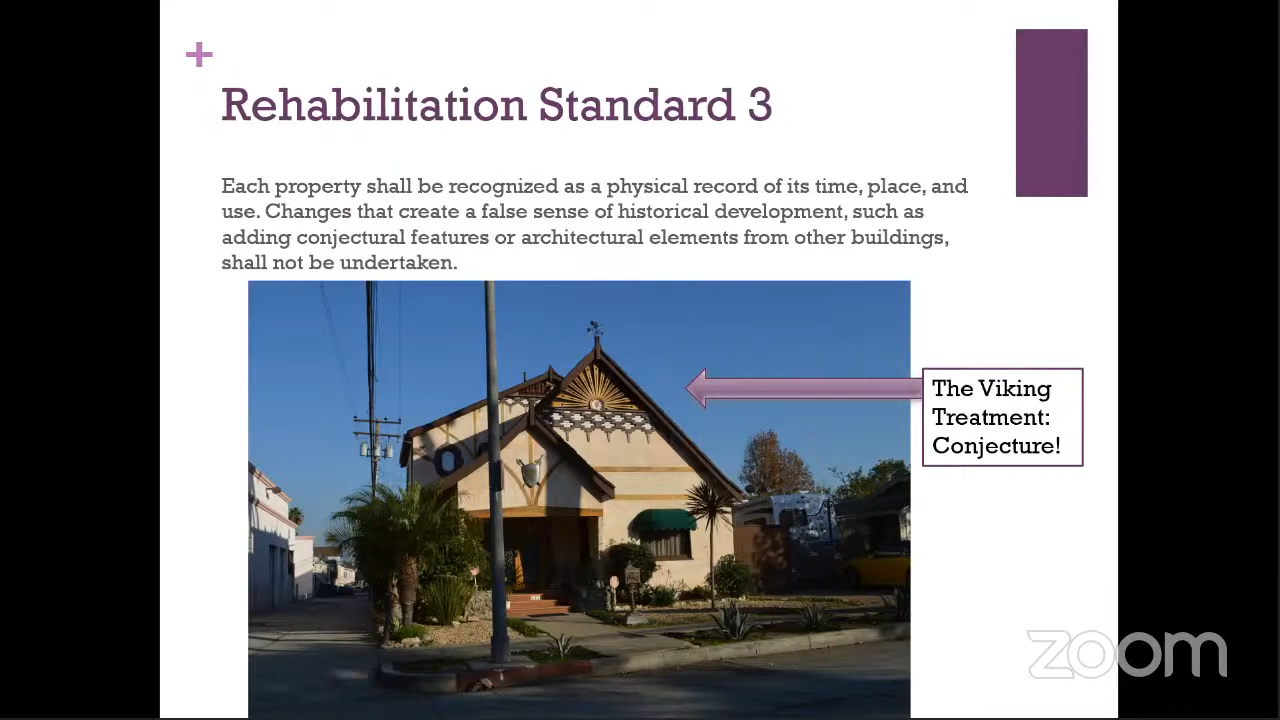 +
Rehabilitation Standard 3
Each property shall be recognized as a physical record of its time, place, and
use. Changes that create a false sense of historical development, such as
adding conjectural features or architectural elements from other buildings,
shall not be undertaken.
The Viking
Treatment:
Conjecture!
zoom